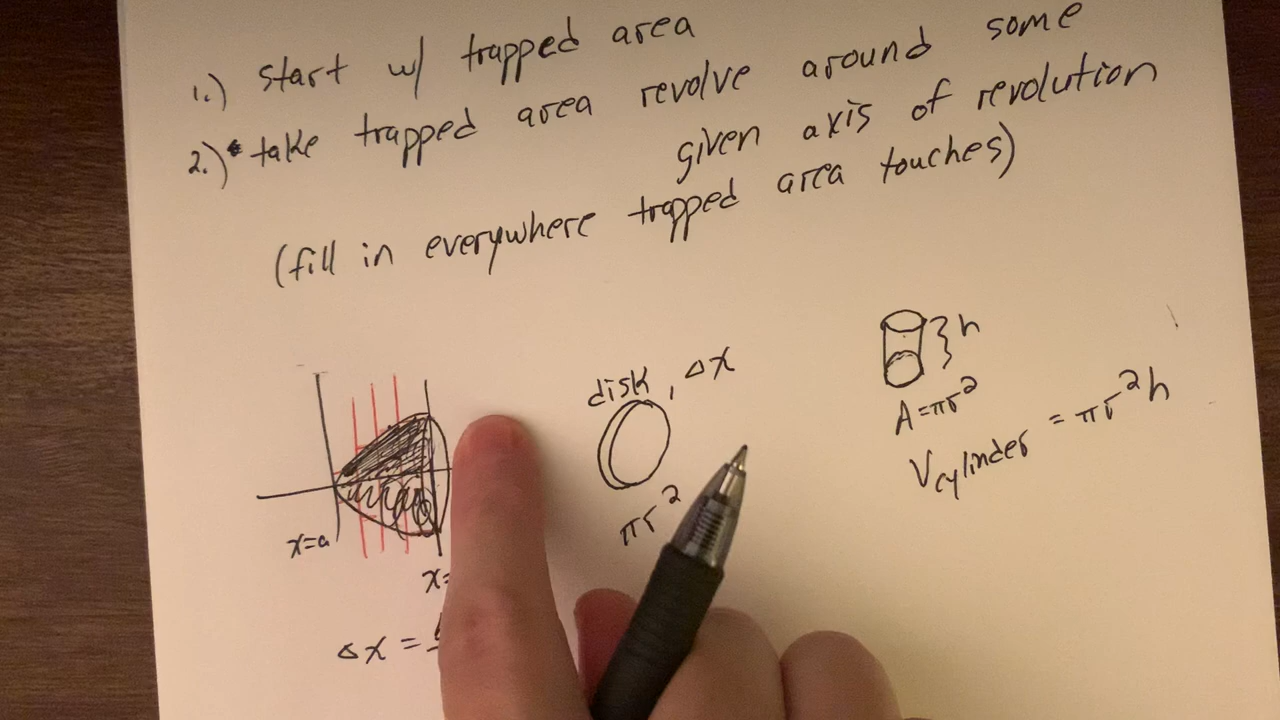 1.) start w/ trapped area
2.) take trapped area revolve around some
given axis of revolution
(fill in everywhere trapped area touches)
disk, Δx
πr²
}h
A=πr²
Vcylinder = πr²h
x=a
x=
Δx =